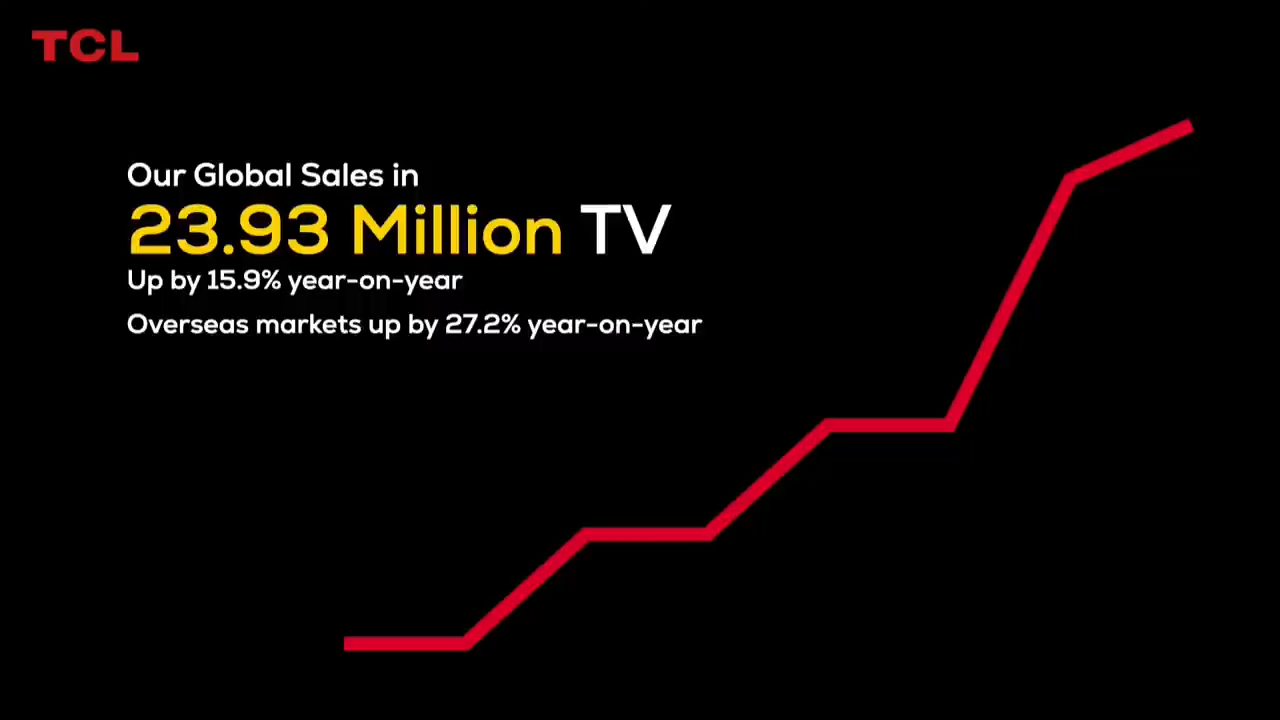 TCL
Our Global Sales in
23.93 Million TV
Up by 15.9% year-on-year
Overseas markets up by 27.2% year-on-year